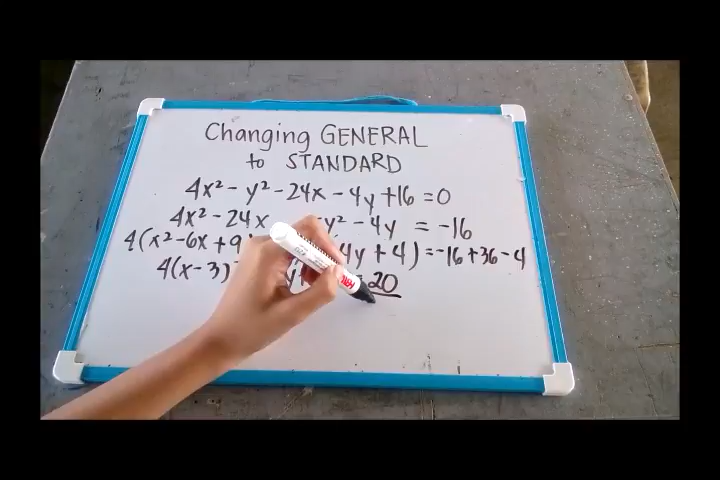 Changing GENERAL
to STANDARD
4x² - y² - 24x - 4y + 16 = 0
4x² - 24x y² - 4y = -16
4(x² - 6x + 9 4y + 4) = -16 + 36 - 4
4(x - 3) y+ 20